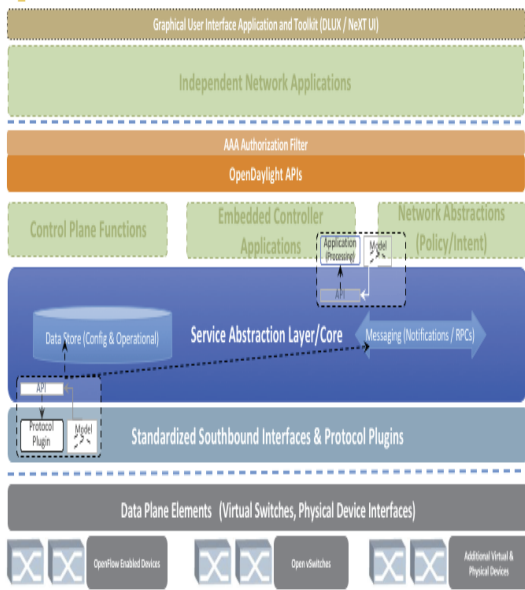 Graphical User Interface Application and Toolkit (DLUX / NeXT UI)
Independent Network Applications
AAA Authorization Filter
OpenDaylight APIs
Control Plane Functions
Embedded Controller
Applications
Network Abstractions
(Policy/Intent)
Application
(Processing)
Model
API
Data Store (Config & Operational)
Service Abstraction Layer/Core
Messaging (Notifications / RPCs)
API
Protocol
Plugin
Model
Standardized Southbound Interfaces & Protocol Plugins
Data Plane Elements (Virtual Switches, Physical Device Interfaces)
OpenFlow Enabled Devices
Open vSwitches
Additional Virtual &
Physical Devices